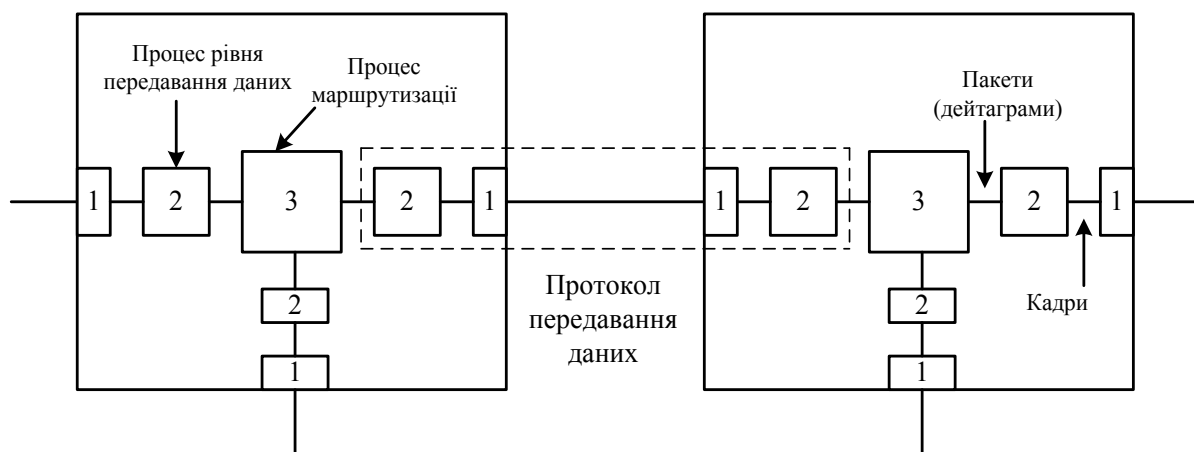 Процес рівня
передавання даних
Процес
маршрутизації
Пакети
(дейтаграми)
1 2 3 2 1 1 2 3 2 1
2 2
1 1
Протокол
передавання
даних
Кадри